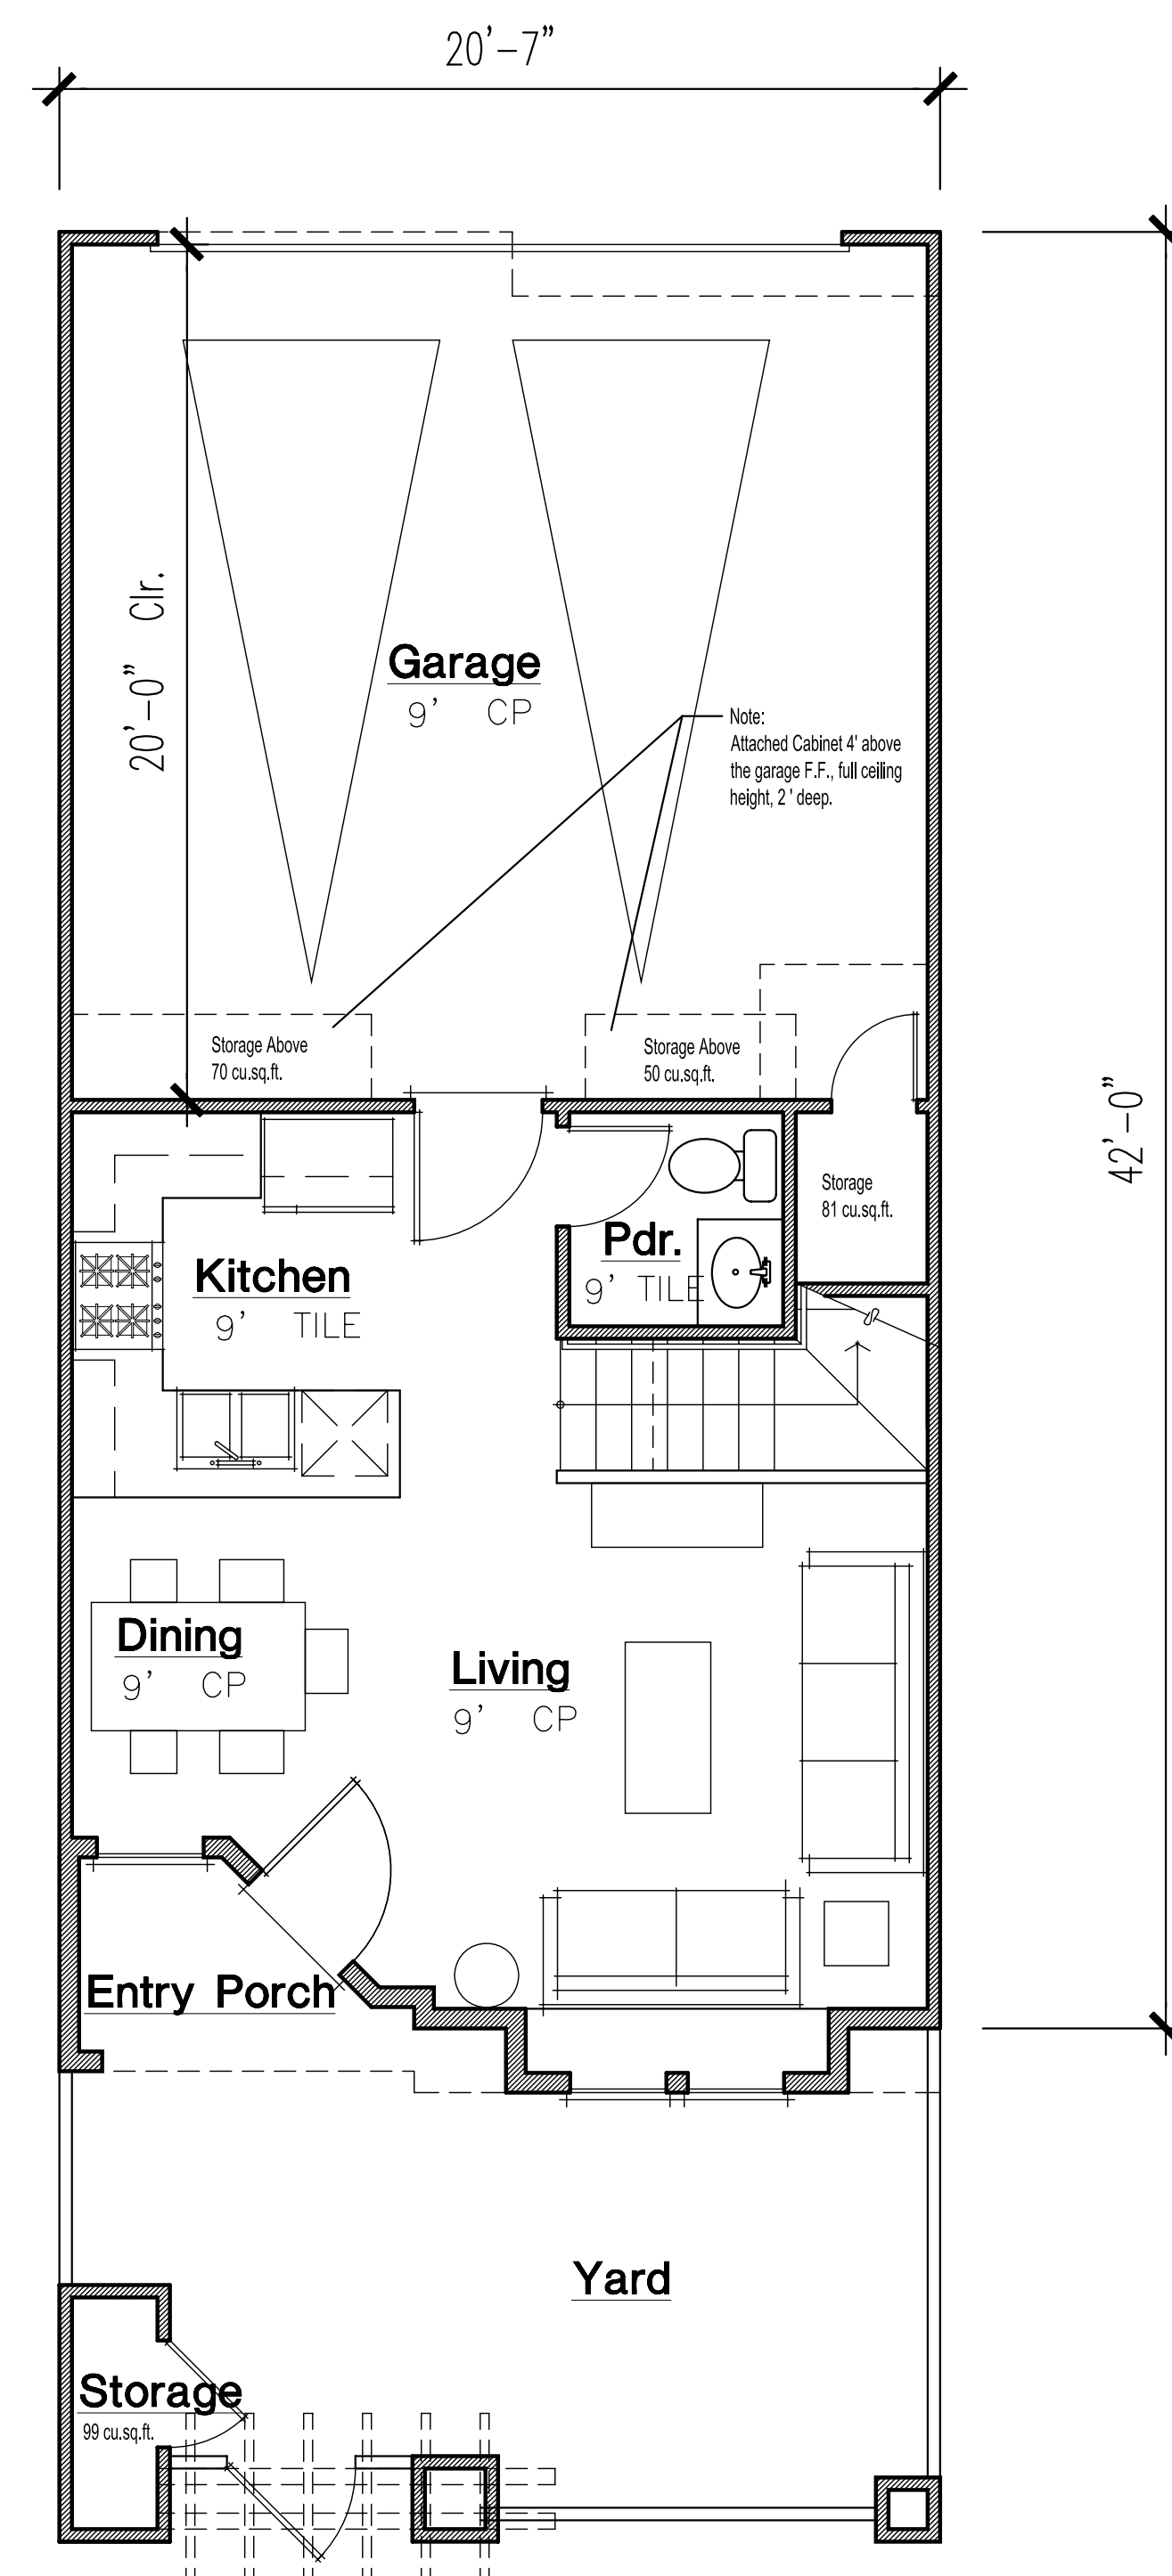 20'-7"
20'-0" Clr.
Garage
9' CP
Note:
Attached Cabinet 4' above
the garage F.F., full ceiling
height, 2 ' deep.
42'-0"
Storage Above
70 cu.sq.ft.
Storage Above
50 cu.sq.ft.
Storage
81 cu.sq.ft.
Pdr.
9' TILE
Kitchen
9' TILE
Dining
9' CP
Living
9' CP
Entry Porch
Yard
Storage
99 cu.sq.ft.